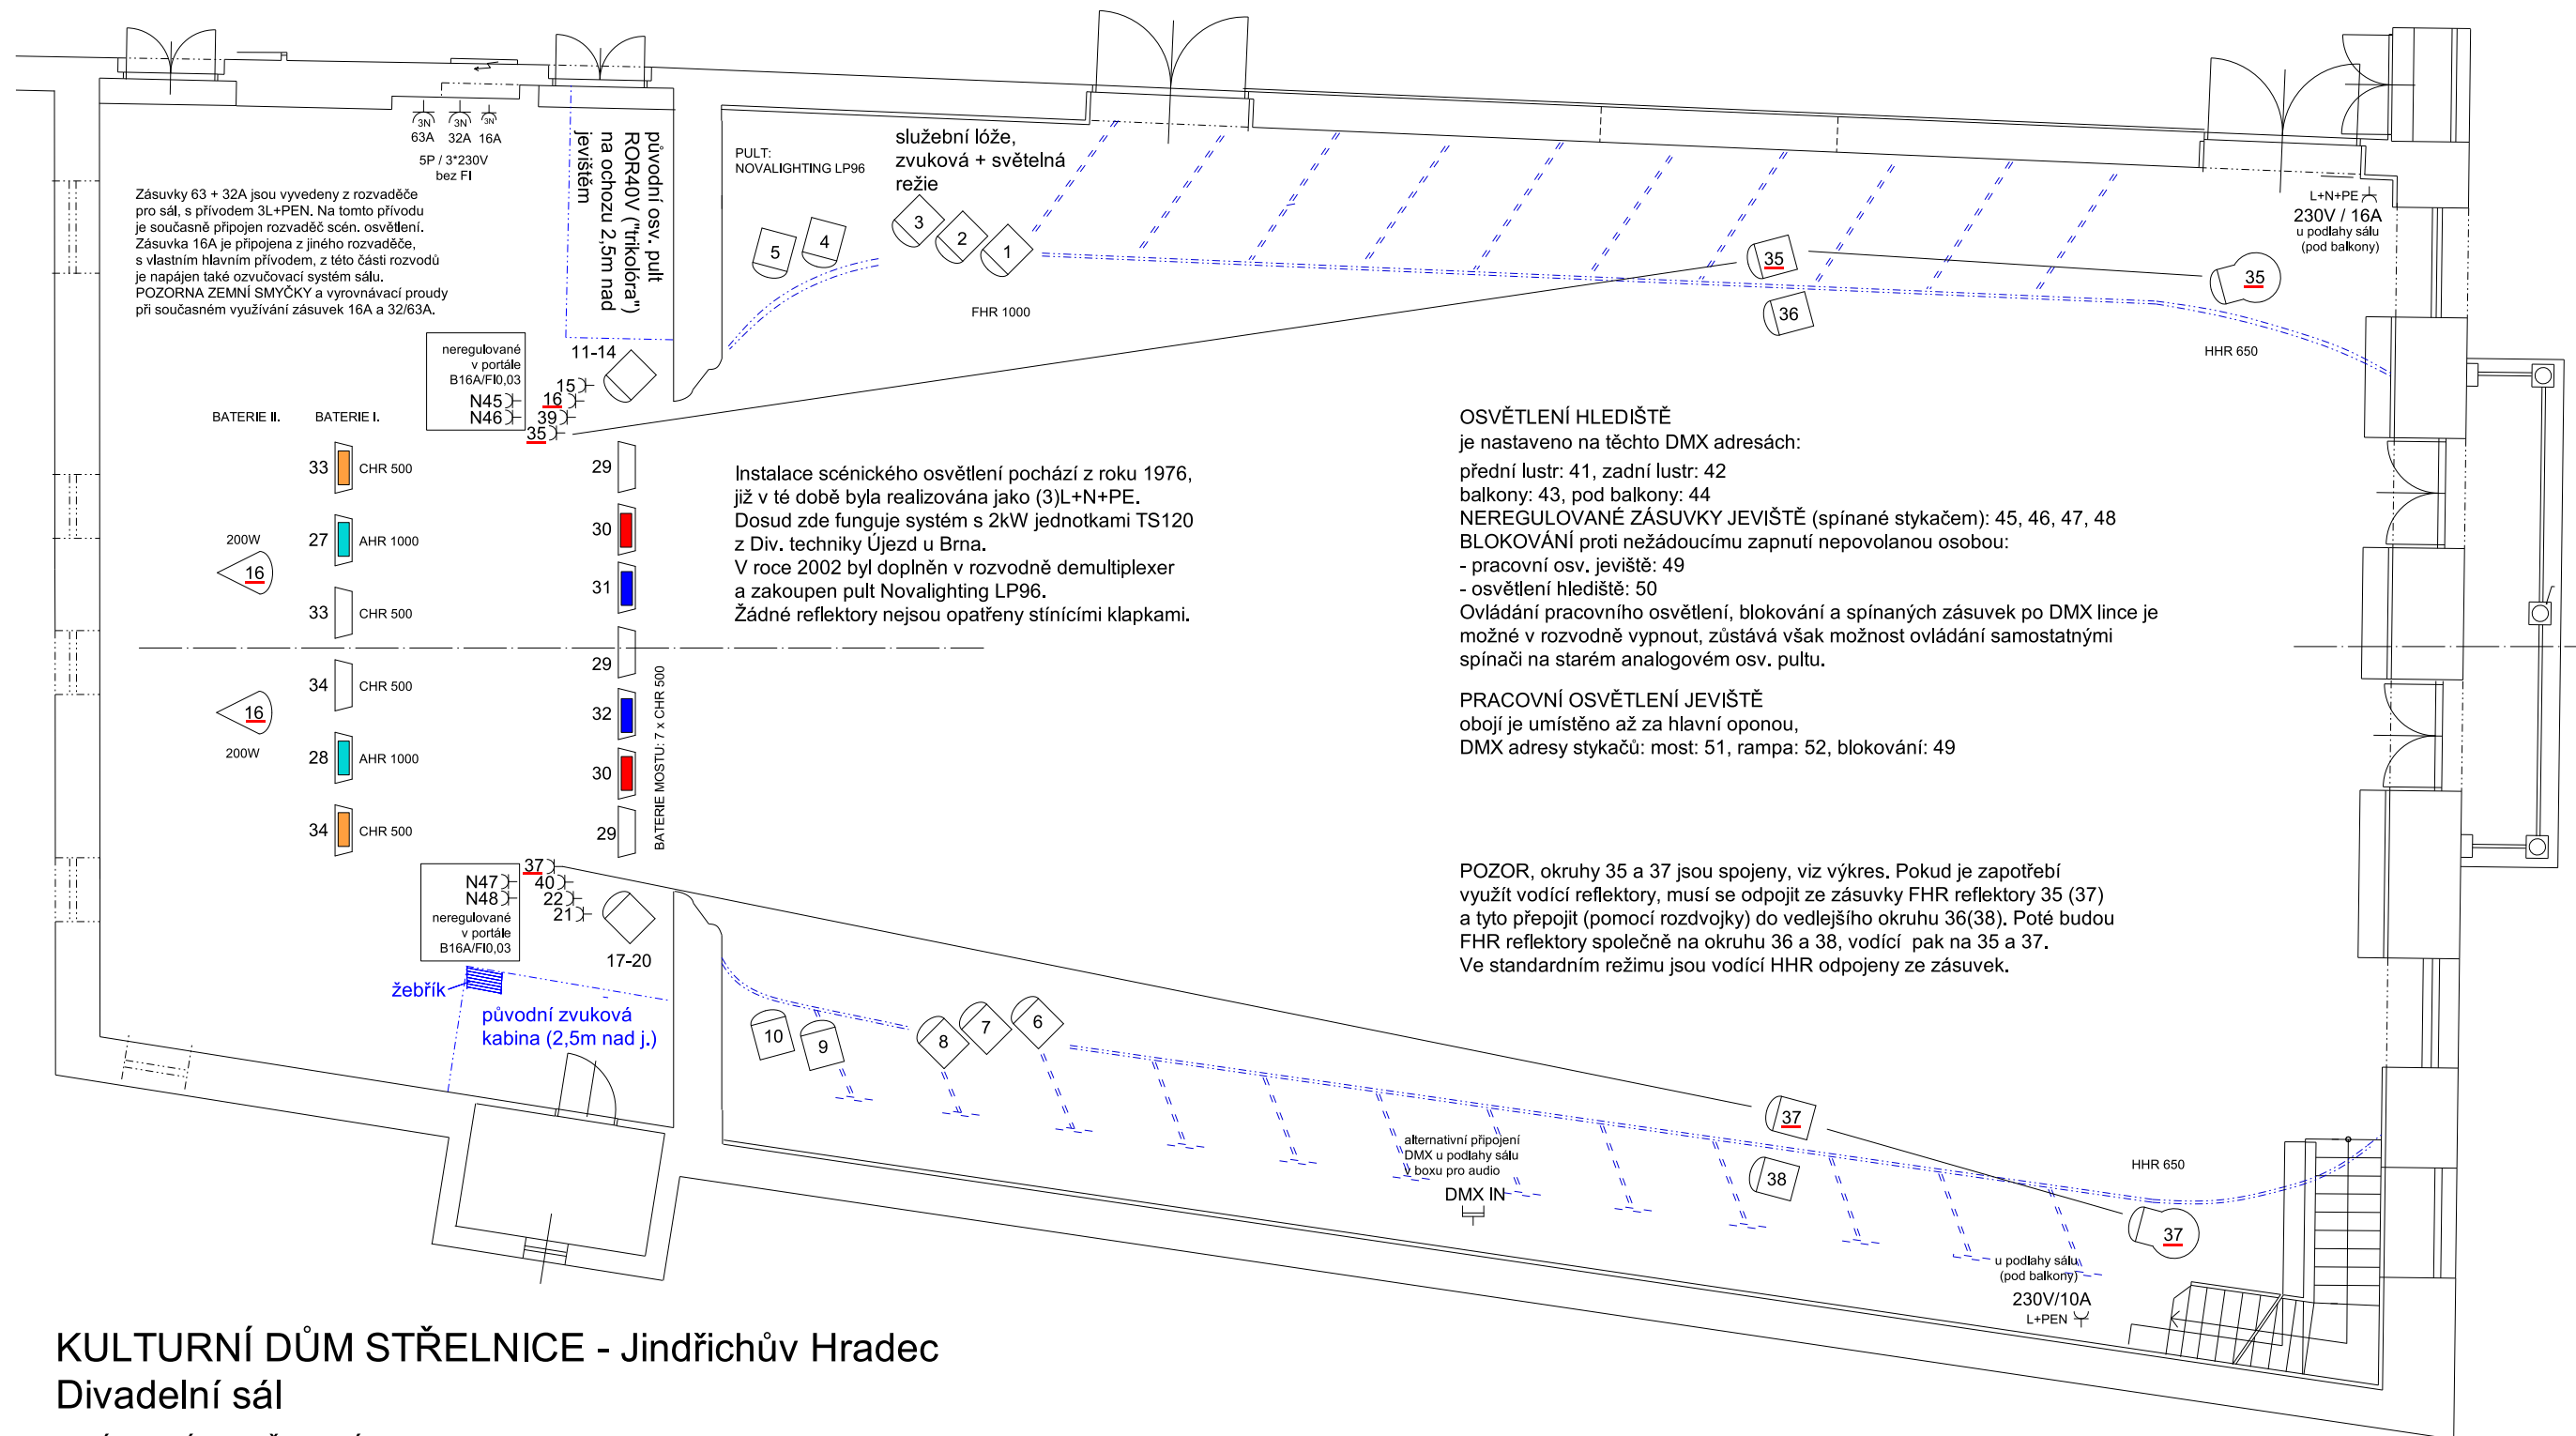 3N
3N
3N
63A
32A
16A
5P / 3*230V
bez FI
Zásuvky 63 + 32A jsou vyvedeny z rozvaděče
pro sál, s přívodem 3L+PEN. Na tomto přívodu
je současně připojen rozvaděč scén. osvětlení.
Zásuvka 16A je připojena z jiného rozvaděče,
s vlastním hlavním přívodem, z této části rozvodů
je napájen také ozvučovací systém sálu.
POZORNA ZEMNÍ SMYČKY a vyrovnávací proudy
při současném využívání zásuvek 16A a 32/63A.
původní osv. pult
ROR40V ("trikolóra")
na ochozu 2,5m nad
jevištěm
PULT:
NOVALIGHTING LP96
služební lóže,
zvuková + světelná
režie
5
4
3
2
1
FHR 1000
35
36
35
HHR 650
L+N+PE
230V / 16A
u podlahy sálu
(pod balkony)
neregulované
v portále
B16A/FI0,03
N45
N46
11-14
15
16
39
35
BATERIE II.
BATERIE I.
33
CHR 500
27
AHR 1000
200W
16
33
CHR 500
34
CHR 500
16
200W
28
AHR 1000
34
CHR 500
29
30
31
29
32
30
29
BATERIE MOSTU: 7 x CHR 500
Instalace scénického osvětlení pochází z roku 1976,
již v té době byla realizována jako (3)L+N+PE.
Dosud zde funguje systém s 2kW jednotkami TS120
z Div. techniky Újezd u Brna.
V roce 2002 byl doplněn v rozvodně demultiplexer
a zakoupen pult Novalighting LP96.
Žádné reflektory nejsou opatřeny stínícími klapkami.
OSVĚTLENÍ HLEDIŠTĚ
je nastaveno na těchto DMX adresách:
přední lustr: 41, zadní lustr: 42
balkony: 43, pod balkony: 44
NEREGULOVANÉ ZÁSUVKY JEVIŠTĚ (spínané stykačem): 45, 46, 47, 48
BLOKOVÁNÍ proti nežádoucímu zapnutí nepovolanou osobou:
- pracovní osv. jeviště: 49
- osvětlení hlediště: 50
Ovládání pracovního osvětlení, blokování a spínaných zásuvek po DMX lince je
možné v rozvodně vypnout, zůstává však možnost ovládání samostatnými
spínači na starém analogovém osv. pultu.
PRACOVNÍ OSVĚTLENÍ JEVIŠTĚ
obojí je umístěno až za hlavní oponou,
DMX adresy stykačů: most: 51, rampa: 52, blokování: 49
POZOR, okruhy 35 a 37 jsou spojeny, viz výkres. Pokud je zapotřebí
využít vodící reflektory, musí se odpojit ze zásuvky FHR reflektory 35 (37)
a tyto přepojit (pomocí rozdvojky) do vedlejšího okruhu 36(38). Poté budou
FHR reflektory společně na okruhu 36 a 38, vodící pak na 35 a 37.
Ve standardním režimu jsou vodící HHR odpojeny ze zásuvek.
37
N47
40
N48
22
21
neregulované
v portále
B16A/FI0,03
17-20
žebřík
původní zvuková
kabina (2,5m nad j.)
10
9
8
7
6
alternativní připojení
DMX u podlahy sálu
v boxu pro audio
DMX IN
37
38
HHR 650
37
u podlahy sálu
(pod balkony)
230V/10A
L+PEN
KULTURNÍ DŮM STŘELNICE - Jindřichův Hradec
Divadelní sál